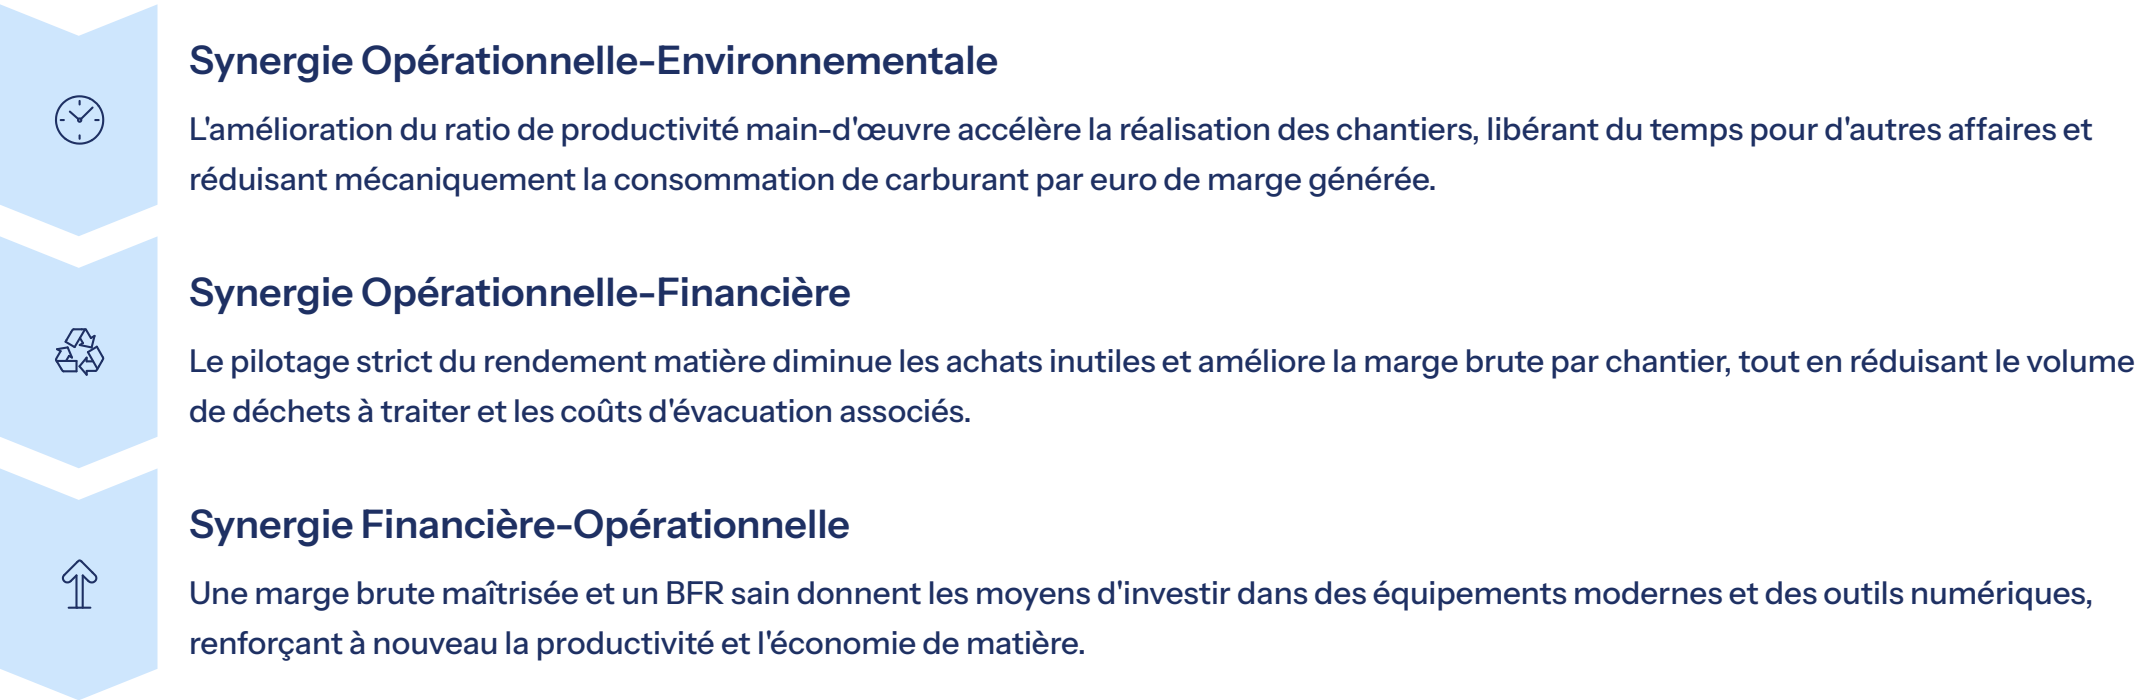 Synergie Opérationnelle-Environnementale
L'amélioration du ratio de productivité main-d'œuvre accélère la réalisation des chantiers, libérant du temps pour d'autres affaires et
réduisant mécaniquement la consommation de carburant par euro de marge générée.
Synergie Opérationnelle-Financière
Le pilotage strict du rendement matière diminue les achats inutiles et améliore la marge brute par chantier, tout en réduisant le volume
de déchets à traiter et les coûts d'évacuation associés.
Synergie Financière-Opérationnelle
Une marge brute maîtrisée et un BFR sain donnent les moyens d'investir dans des équipements modernes et des outils numériques,
renforçant à nouveau la productivité et l'économie de matière.